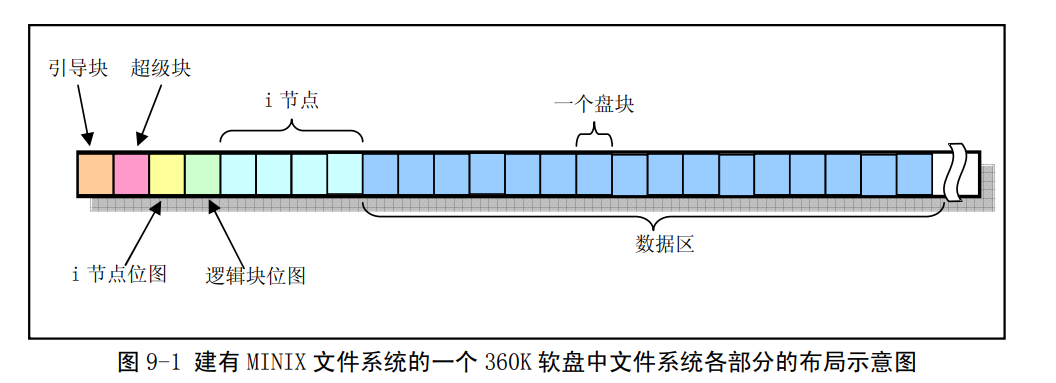 引导块 超级块
i 节点
一个盘块
数据区
i 节点位图 逻辑块位图
图 9-1 建有 MINIX 文件系统的一个 360K 软盘中文件系统各部分的布局示意图